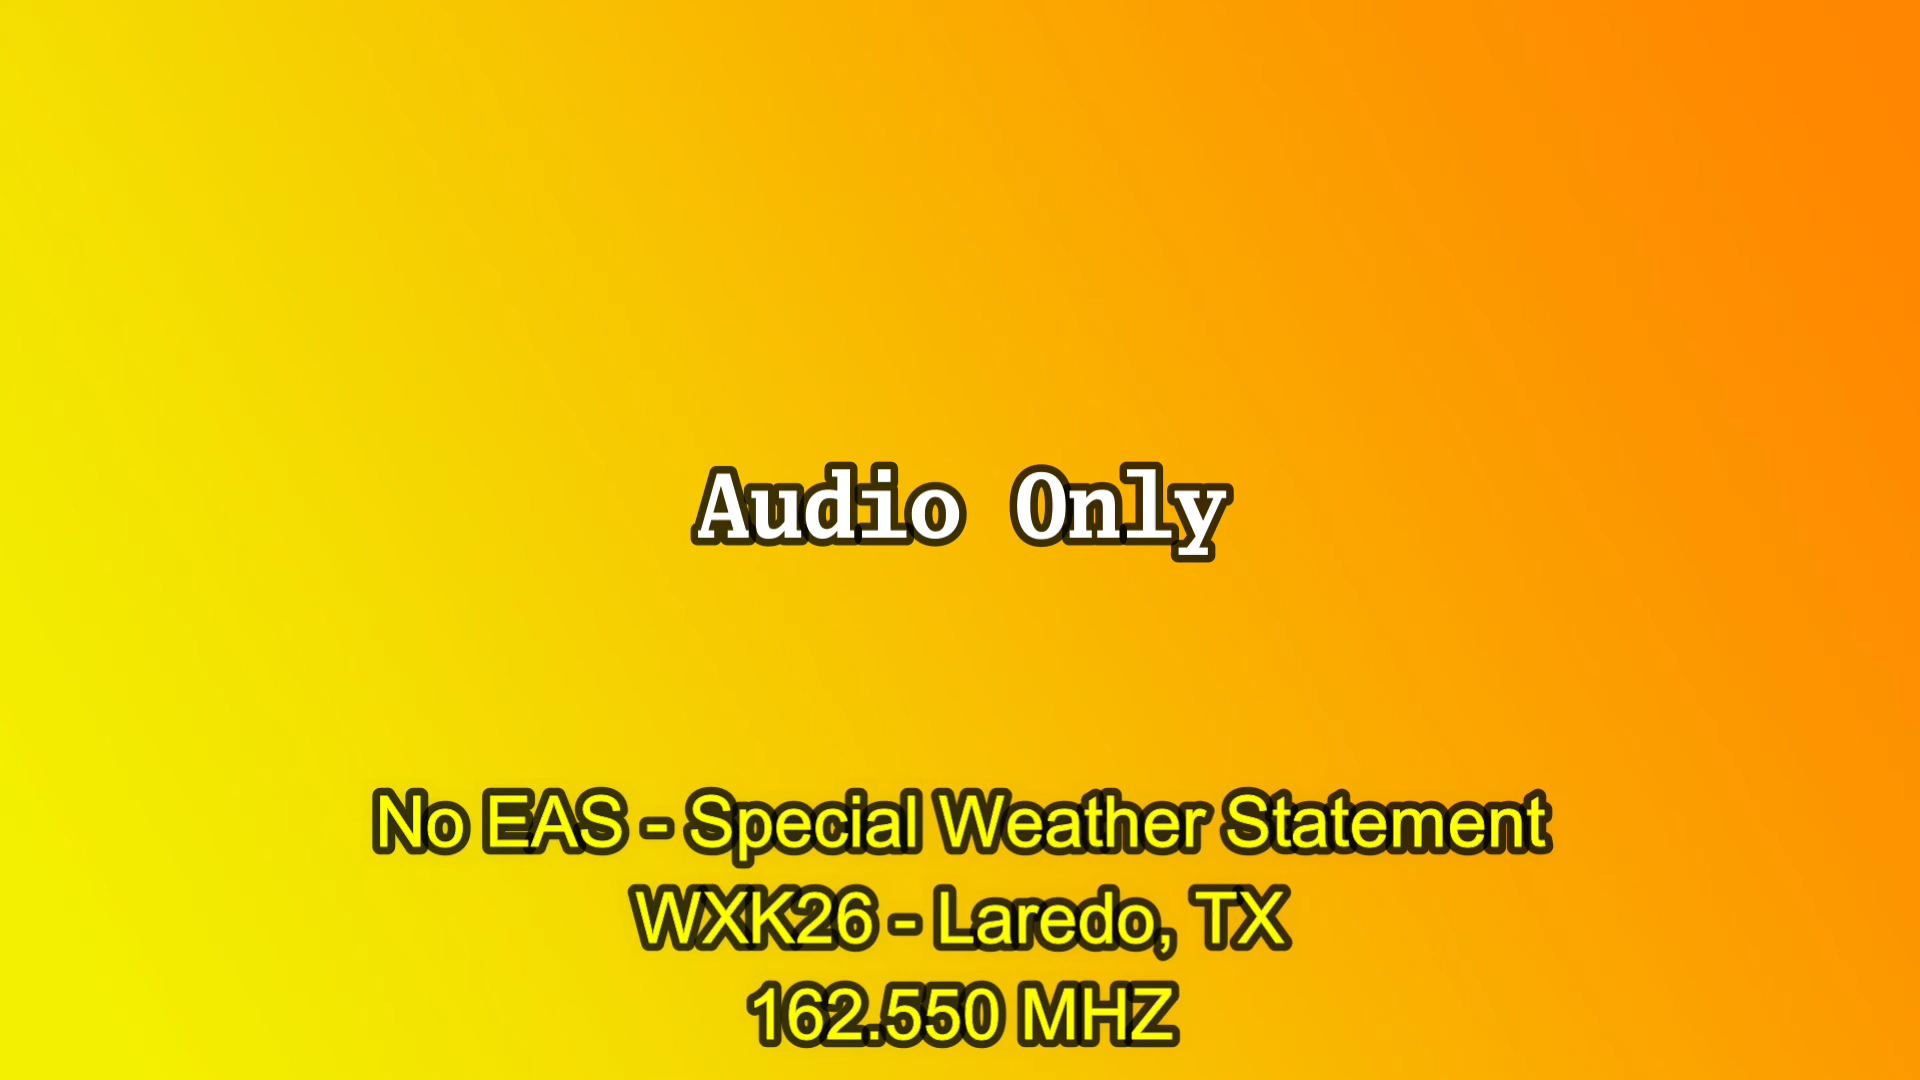 Audio Only
No EAS - Special Weather Statement
WXK26 - Laredo, TX
162.550 MHZ